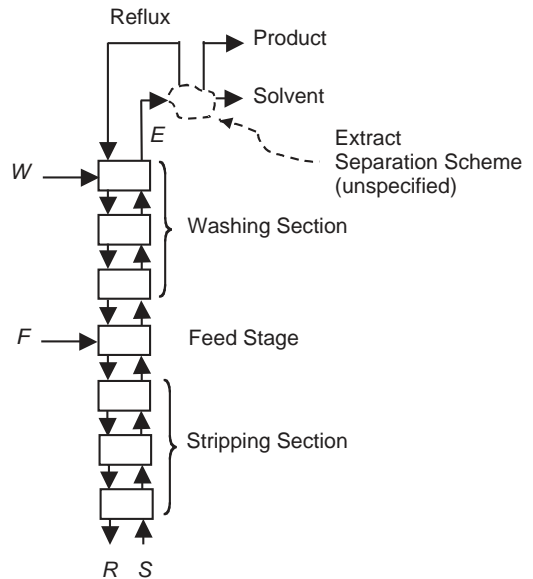 Reflux
Product
Solvent
E
Extract
Separation Scheme
(unspecified)
W
Washing Section
F
Feed Stage
Stripping Section
R S